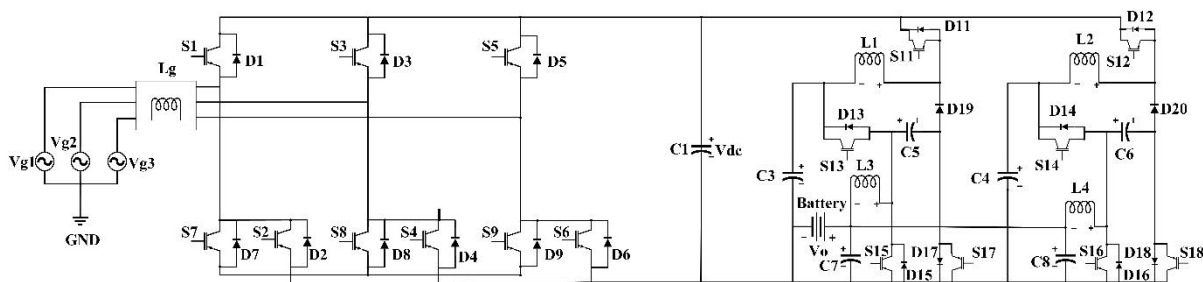 S1
D1
S3
D3
S5
D5
Lg
Vg1
Vg2
Vg3
GND
S7
D7
S2
D2
S8
D8
S4
D4
S9
D9
S6
D6
C1
Vdc
D11
S11
L1
D19
D13
C5
S13
L3
C3
Battery
Vo
C7
S15
D15
D17
S17
D12
S12
L2
D20
D14
C6
S14
C4
L4
C8
S16
D16
D18
S18